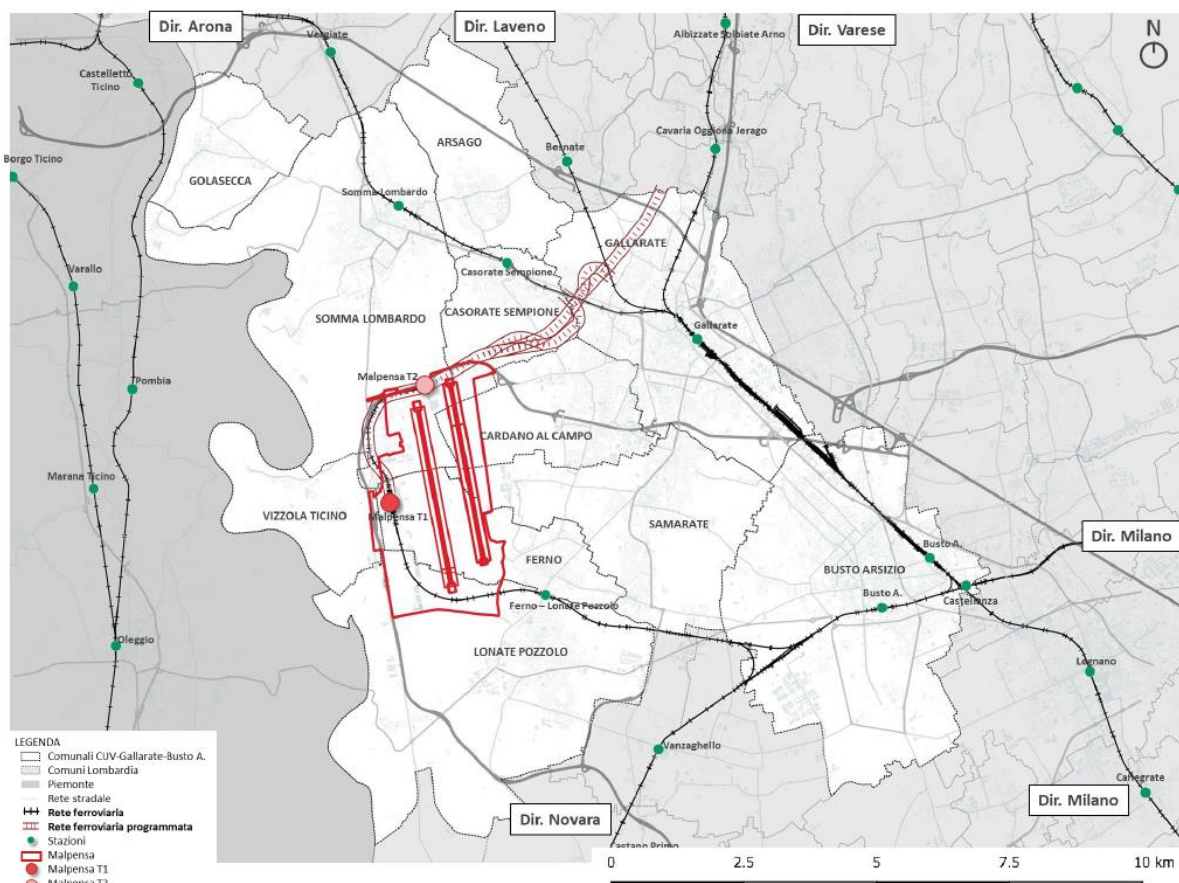 Dir. Arona
Dir. Laveno
Dir. Varese
N
Vergiate
Albizzate Solbiate Arno
Castelletto
Ticino
Cavaria Oggiona Jerago
ARSAGO
Besnate
Borgo Ticino
GOLASECCA
Somma Lombardo
GALLARATE
Casorate Sempione
Varallo
SOMMA LOMBARDO
CASORATE SEMPIONE
Gallarate
Malpensa T2
Pombia
CARDANO AL CAMPO
Marana Ticino
VIZZOLA TICINO
Malpensa T1
SAMARATE
Dir. Milano
FERNO
Busto A.
BUSTO ARSIZIO
Castellanza
Busto A.
Ferno – Lonate Pozzolo
Oleggio
LONATE POZZOLO
Legnano
Vanzaghello
Canegrate
Dir. Milano
Dir. Novara
Castano Primo
LEGENDA
Comunali CUV-Gallarate-Busto A.
Comuni Lombardia
Piemonte
Rete stradale
Rete ferroviaria
Rete ferroviaria programmata
Stazioni
Malpensa
Malpensa T1
Malpensa T2
0 2.5 5 7.5 10 km